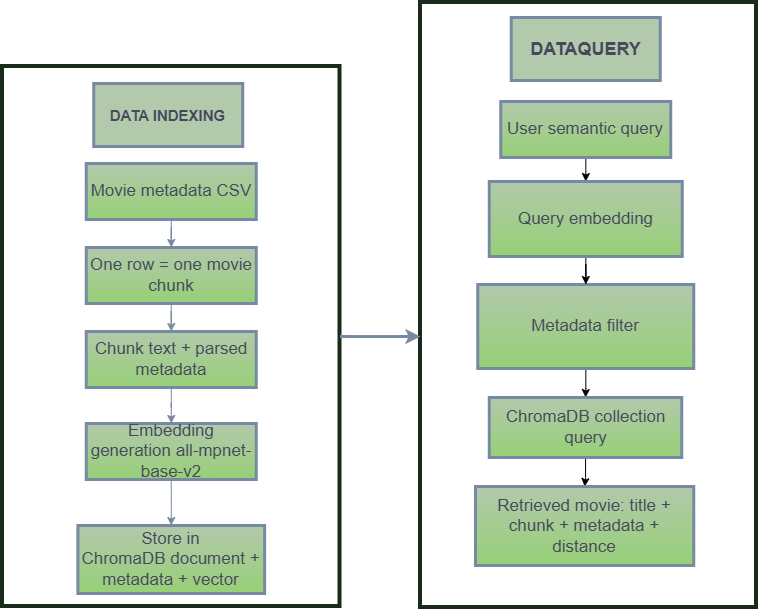 DATA INDEXING
Movie metadata CSV
One row = one movie
chunk
Chunk text + parsed
metadata
Embedding
generation all-mpnet-
base-v2
Store in
ChromaDB document +
metadata + vector
DATAQUERY
User semantic query
Query embedding
Metadata filter
ChromaDB collection
query
Retrieved movie: title +
chunk + metadata +
distance